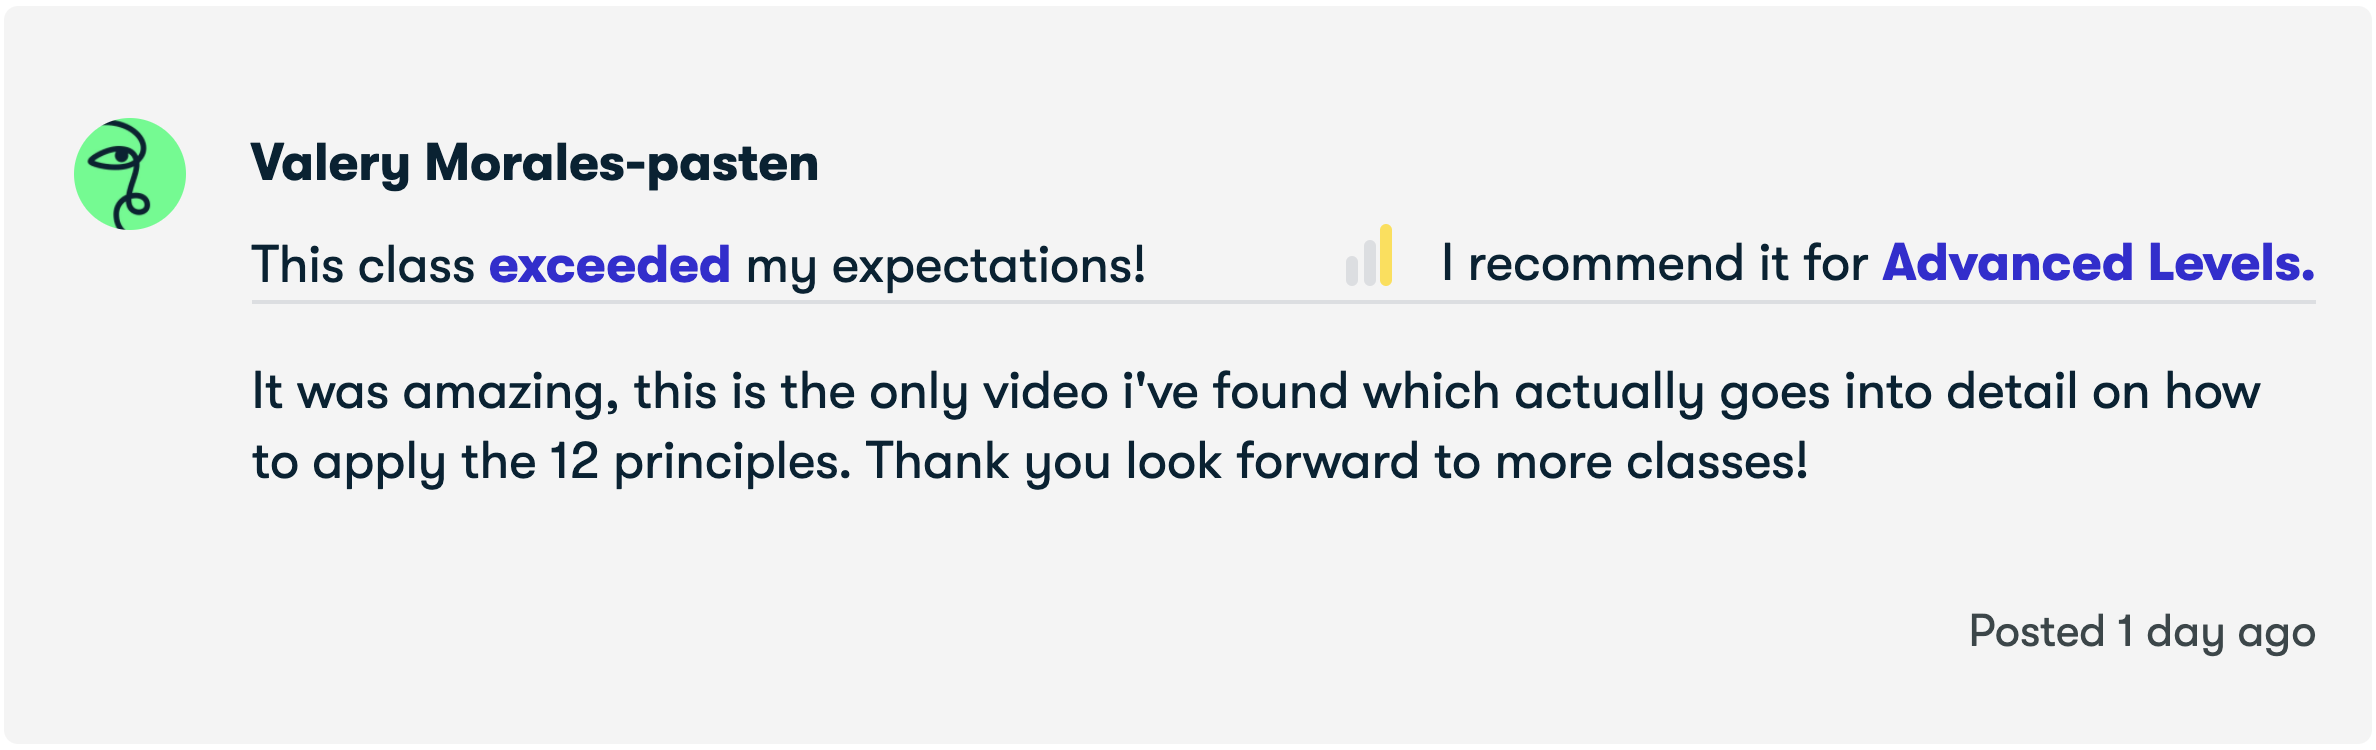 Valery Morales-pasten
This class exceeded my expectations!
I recommend it for Advanced Levels.
It was amazing, this is the only video i've found which actually goes into detail on how
to apply the 12 principles. Thank you look forward to more classes!
Posted 1 day ago